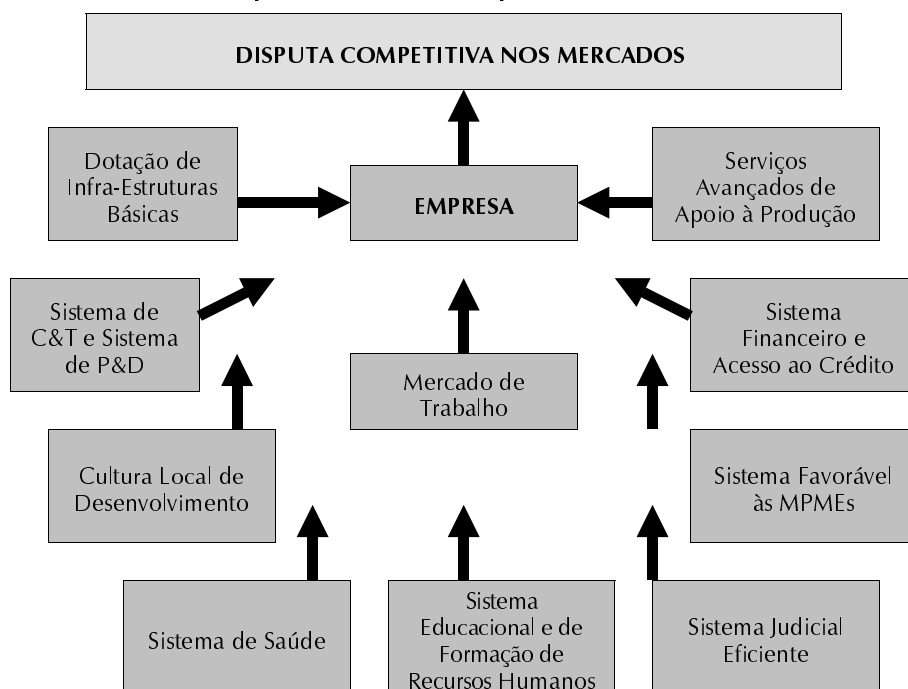 DISPUTA COMPETITIVA NOS MERCADOS
Dotação de
Infra-Estruturas
Básicas
EMPRESA
Serviços
Avançados de
Apoio à Produção
Sistema de
C&T e Sistema
de P&D
Mercado de
Trabalho
Sistema
Financeiro e
Acesso ao Crédito
Cultura Local de
Desenvolvimento
Sistema Favorável
às MPMEs
Sistema de Saúde
Sistema
Educacional e de
Formação de
Recursos Humanos
Sistema Judicial
Eficiente